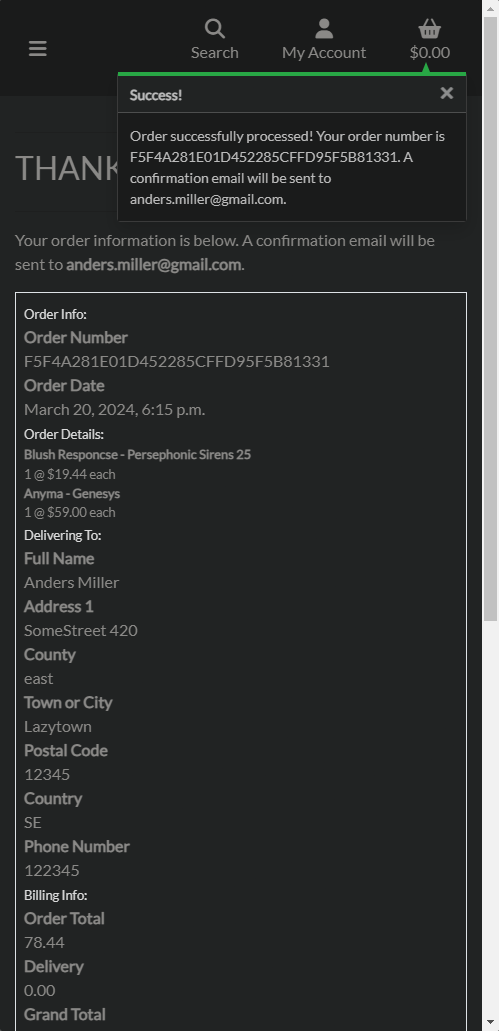 Search
My Account
$0.00
Success!
Order successfully processed! Your order number is
F5F4A281E01D452285CFFD95F5B81331. A
confirmation email will be sent to
anders.miller@gmail.com.
THANK
Your order information is below. A confirmation email will be
sent to anders.miller@gmail.com.
Order Info:
Order Number
F5F4A281E01D452285CFFD95F5B81331
Order Date
March 20, 2024, 6:15 p.m.
Order Details:
Blush Responcse - Persephonic Sirens 25
1 @ $19.44 each
Anyma - Genesys
1 @ $59.00 each
Delivering To:
Full Name
Anders Miller
Address 1
SomeStreet 420
County
east
Town or City
Lazytown
Postal Code
12345
Country
SE
Phone Number
122345
Billing Info:
Order Total
78.44
Delivery
0.00
Grand Total